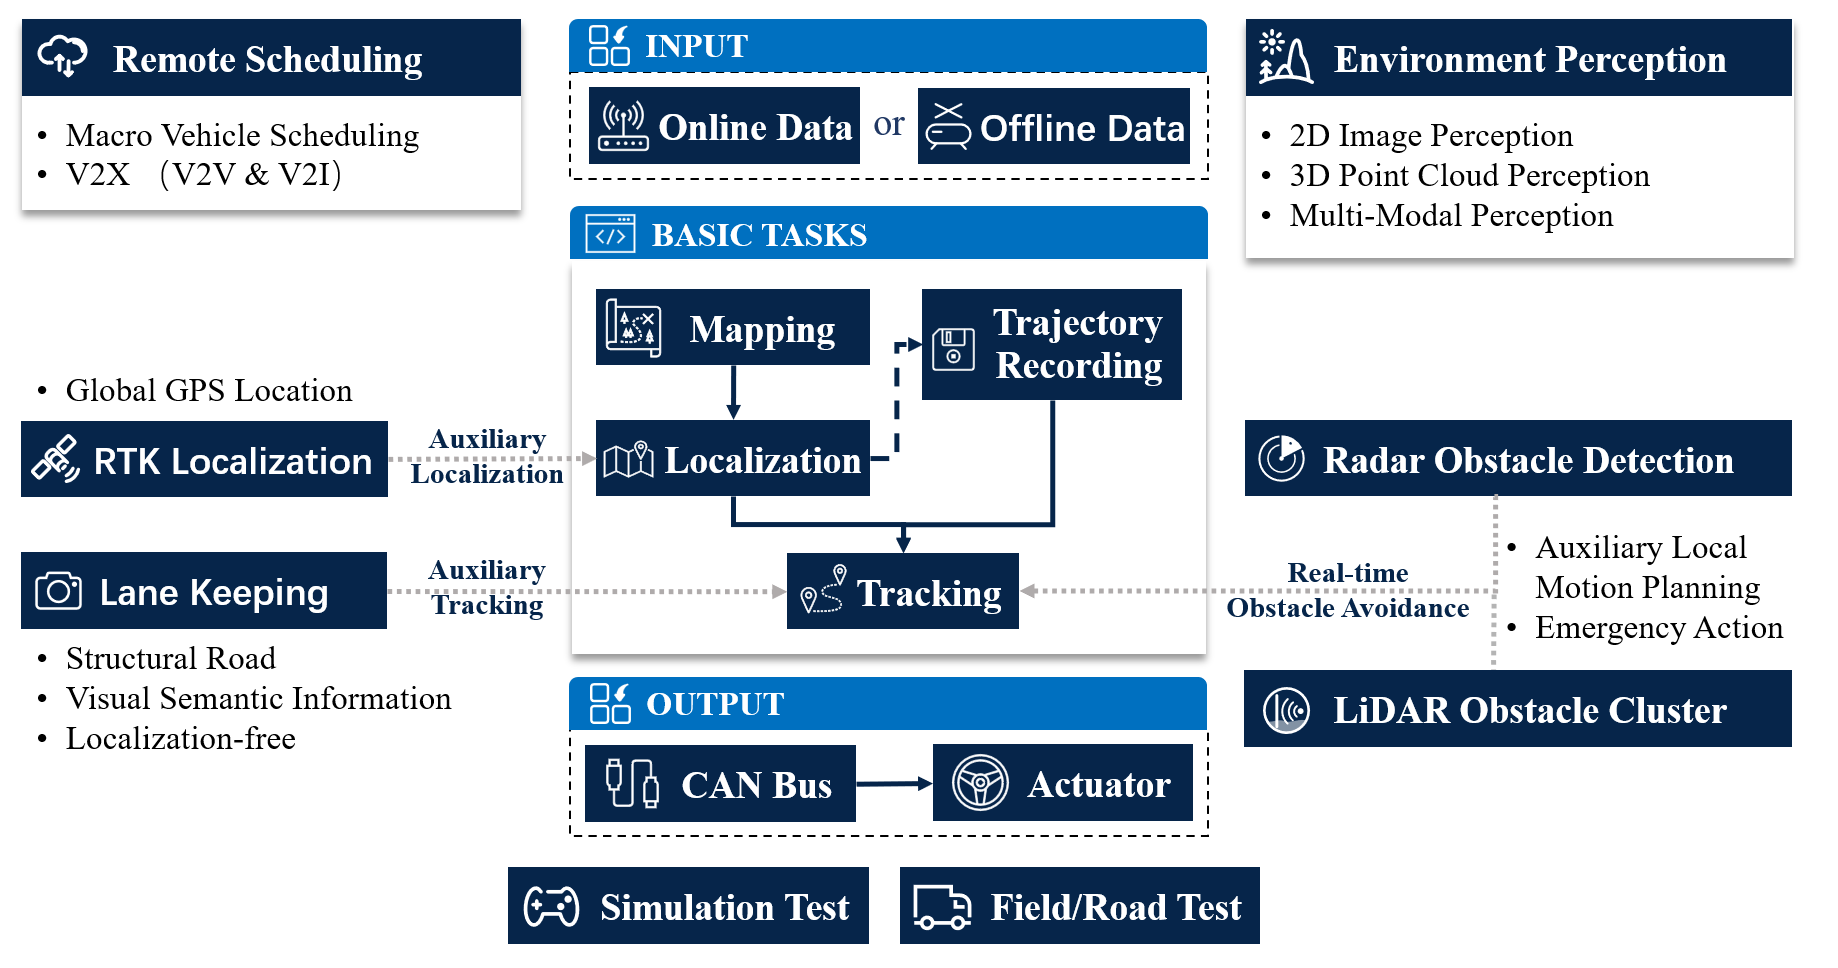 Remote Scheduling
• Macro Vehicle Scheduling
• V2X （V2V & V2I）
INPUT
Online Data or Offline Data
Environment Perception
• 2D Image Perception
• 3D Point Cloud Perception
• Multi-Modal Perception
BASIC TASKS
Mapping
Trajectory
Recording
Localization
Tracking
• Global GPS Location
RTK Localization
Auxiliary
Localization
Lane Keeping
Auxiliary
Tracking
• Structural Road
• Visual Semantic Information
• Localization-free
Radar Obstacle Detection
Real-time
Obstacle Avoidance
• Auxiliary Local
Motion Planning
• Emergency Action
LiDAR Obstacle Cluster
OUTPUT
CAN Bus
Actuator
Simulation Test
Field/Road Test